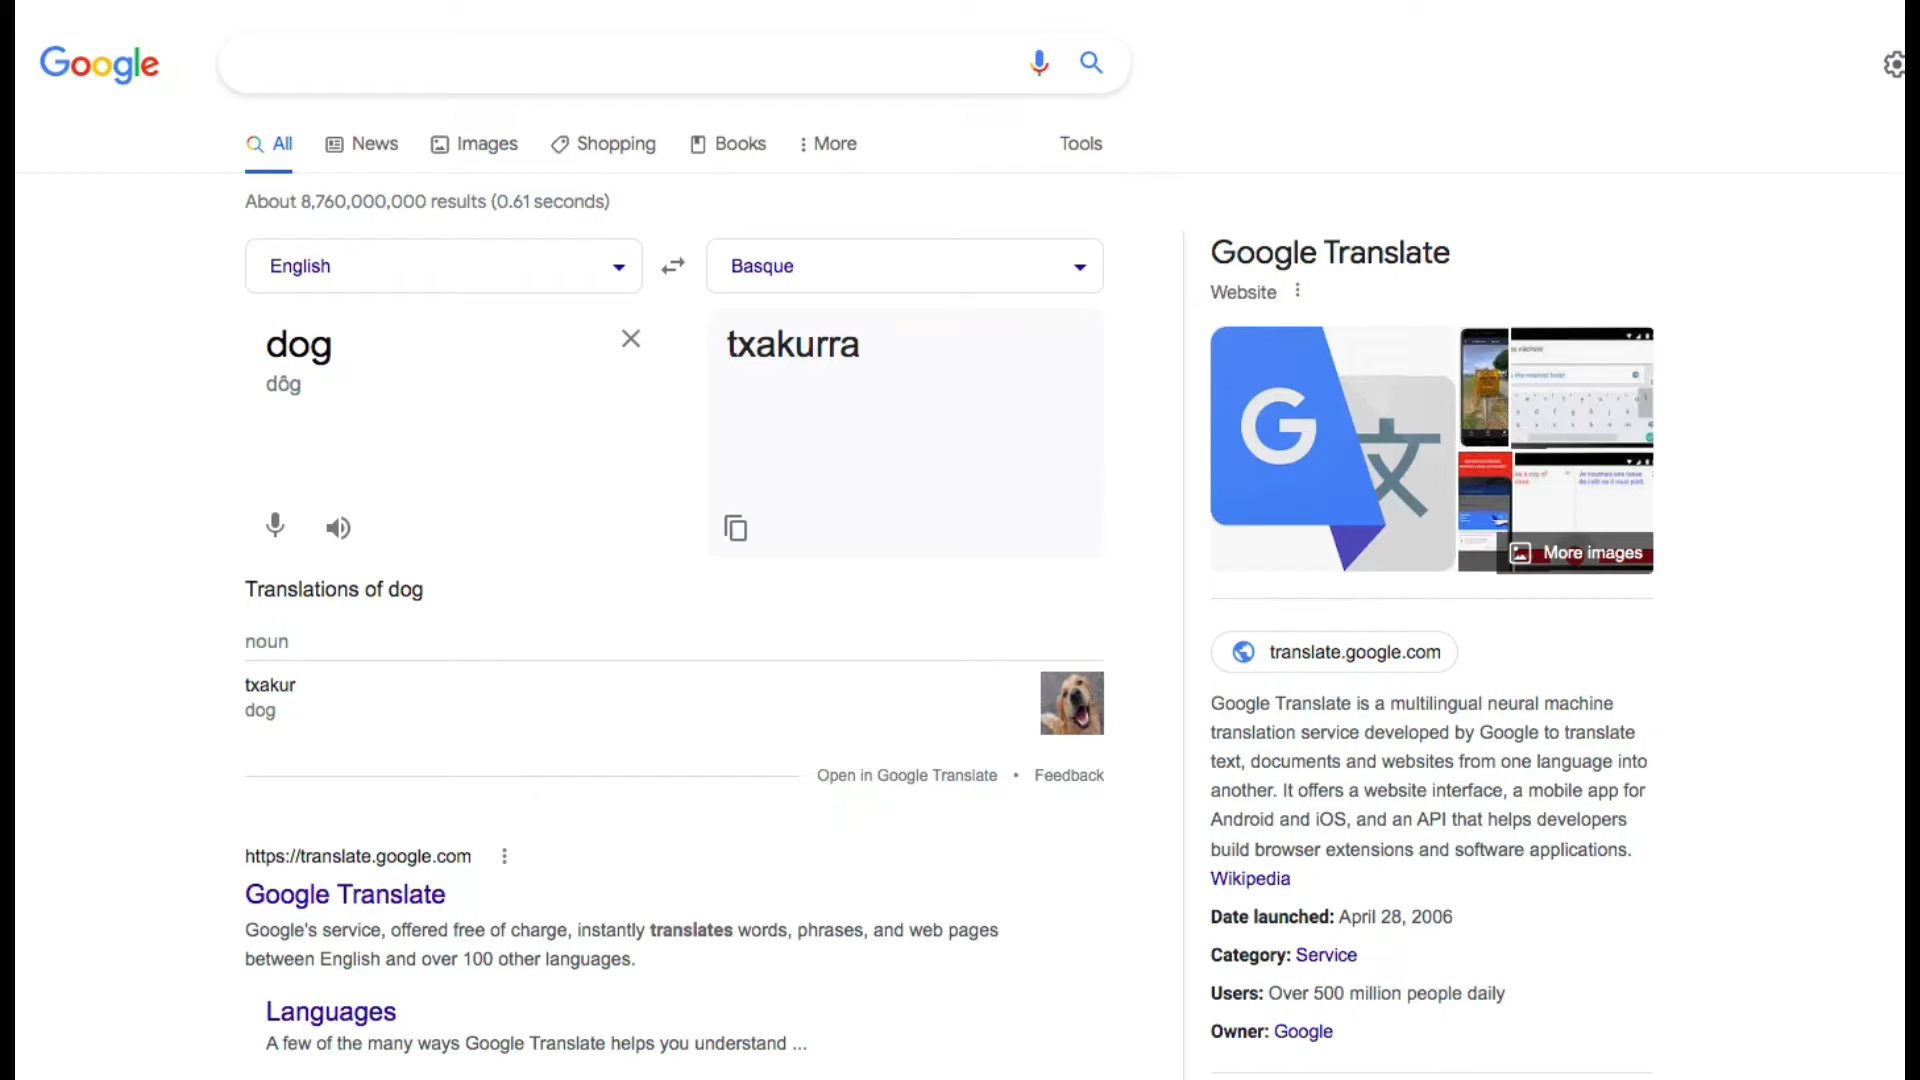 Google
All
News
Images
Shopping
Books
More
Tools
About 8,760,000,000 results (0.61 seconds)
English
Basque
dog
dôg
txakurra
Translations of dog
noun
txakur
dog
Open in Google Translate • Feedback
https://translate.google.com
Google Translate
Google's service, offered free of charge, instantly translates words, phrases, and web pages
between English and over 100 other languages.
Languages
A few of the many ways Google Translate helps you understand ...
Google Translate
Website
G
文
More images
translate.google.com
Google Translate is a multilingual neural machine
translation service developed by Google to translate
text, documents and websites from one language into
another. It offers a website interface, a mobile app for
Android and iOS, and an API that helps developers
build browser extensions and software applications.
Wikipedia
Date launched: April 28, 2006
Category: Service
Users: Over 500 million people daily
Owner: Google